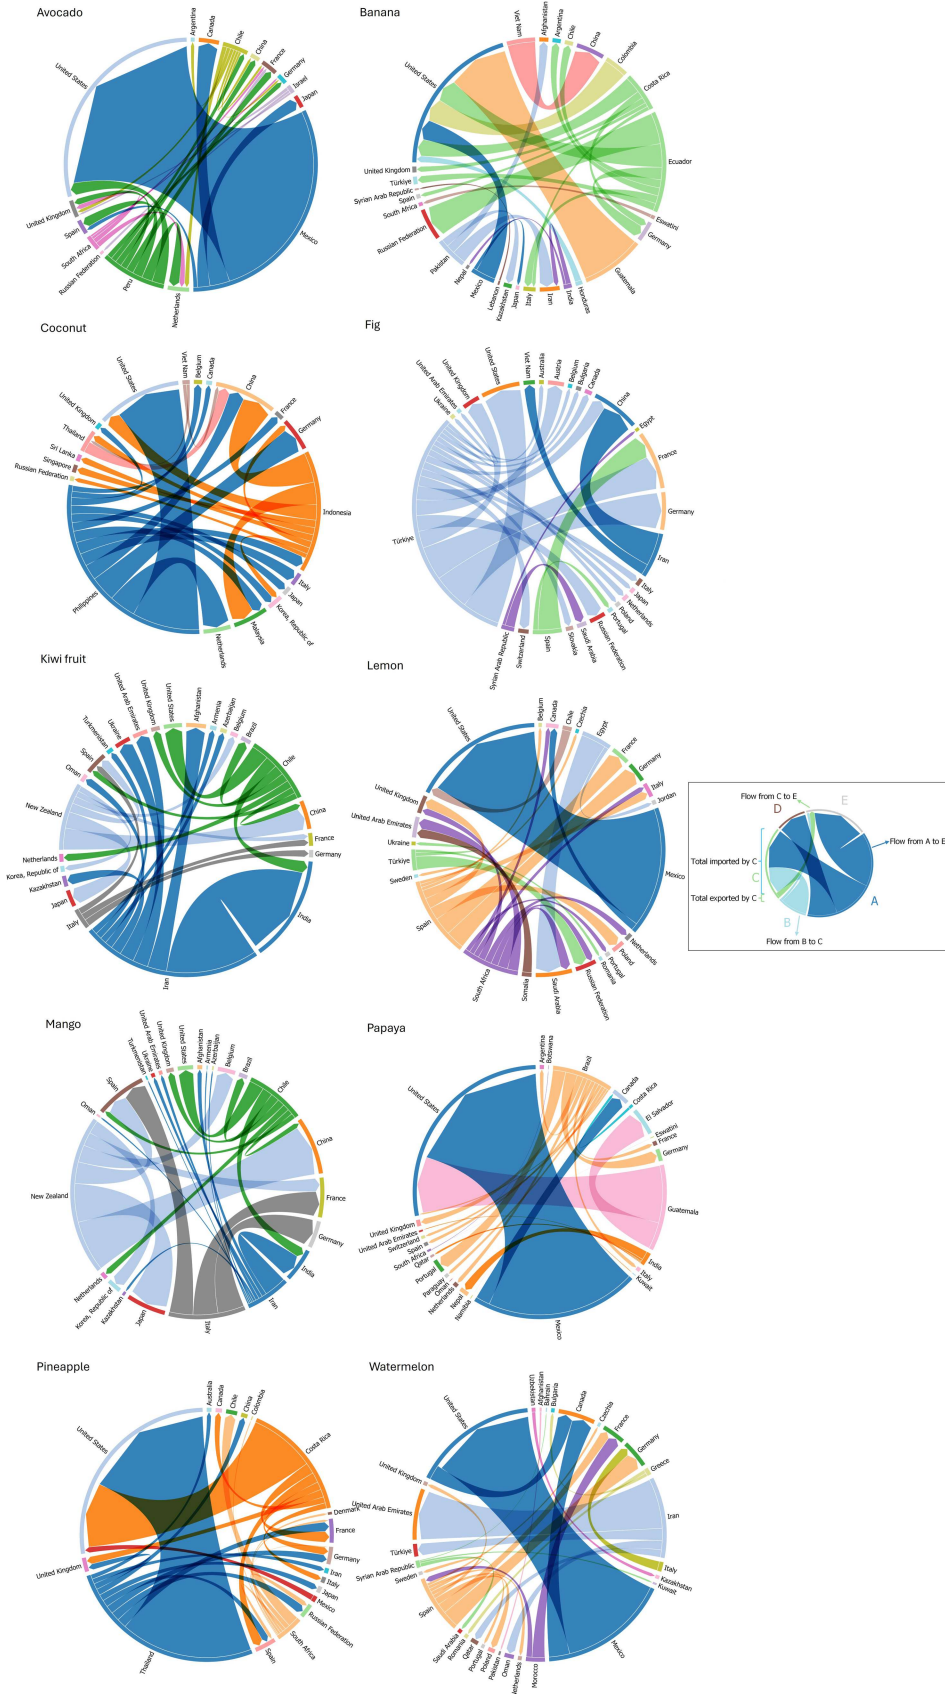 Avocado
Argentina
Canada
Chile
China
France
Germany
Israel
Japan
Mexico
Netherlands
Peru
Russian Federation
South Africa
Spain
United Kingdom
United States
Banana
Viet Nam
Afghanistan
Argentina
Chile
China
Colombia
Costa Rica
Ecuador
Eswatini
Germany
Guatemala
Honduras
India
Iran
Italy
Japan
Kazakhstan
Lebanon
Mexico
Nepal
Pakistan
Russian Federation
South Africa
Spain
Syrian Arab Republic
Türkiye
United Kingdom
United States
Coconut
Viet Nam
Belgium
Canada
China
France
Germany
Indonesia
Italy
Japan
Korea, Republic of
Malaysia
Netherlands
Philippines
Russian Federation
Singapore
Sri Lanka
Thailand
United Kingdom
United States
Fig
Viet Nam
Australia
Austria
Belgium
Bulgaria
Canada
China
Egypt
France
Germany
Iran
Italy
Japan
Netherlands
Poland
Portugal
Russian Federation
Saudi Arabia
Slovakia
Spain
Switzerland
Syrian Arab Republic
Türkiye
Ukraine
United Arab Emirates
United Kingdom
United States
Kiwi fruit
Afghanistan
Armenia
Azerbaijan
Belgium
Brazil
Chile
China
France
Germany
India
Iran
Italy
Japan
Kazakhstan
Korea, Republic of
Netherlands
New Zealand
Oman
Spain
Turkmenistan
Ukraine
United Arab Emirates
United Kingdom
United States
Lemon
Belgium
Canada
Chile
Czechia
Egypt
France
Germany
Italy
Jordan
Mexico
Netherlands
Poland
Portugal
Romania
Russian Federation
Saudi Arabia
Somalia
South Africa
Spain
Sweden
Türkiye
Ukraine
United Arab Emirates
United Kingdom
United States
Flow from C to E
E
D
Flow from A to E
Total imported by C
C
Total exported by C
A
B
Flow from B to C
Mango
Afghanistan
Armenia
Azerbaijan
Belgium
Brazil
Chile
China
France
Germany
India
Iran
Italy
Japan
Kazakhstan
Korea, Republic of
Netherlands
New Zealand
Oman
Spain
Turkmenistan
Ukraine
United Arab Emirates
United Kingdom
United States
Papaya
Argentina
Botswana
Brazil
Canada
Costa Rica
El Salvador
Eswatini
France
Germany
Guatemala
India
Italy
Kuwait
Mexico
Namibia
Nepal
Netherlands
Oman
Paraguay
Portugal
Qatar
South Africa
Spain
Switzerland
United Arab Emirates
United Kingdom
United States
Pineapple
Australia
Canada
Chile
China
Colombia
Costa Rica
Denmark
France
Germany
Iran
Italy
Japan
Mexico
Russian Federation
South Africa
Spain
Thailand
United Kingdom
United States
Watermelon
Uzbekistan
Afghanistan
Bahrain
Bulgaria
Canada
Czechia
France
Germany
Greece
Iran
Italy
Kazakhstan
Kuwait
Mexico
Morocco
Netherlands
Oman
Pakistan
Poland
Portugal
Qatar
Romania
Saudi Arabia
Spain
Sweden
Syrian Arab Republic
Türkiye
United Arab Emirates
United Kingdom
United States